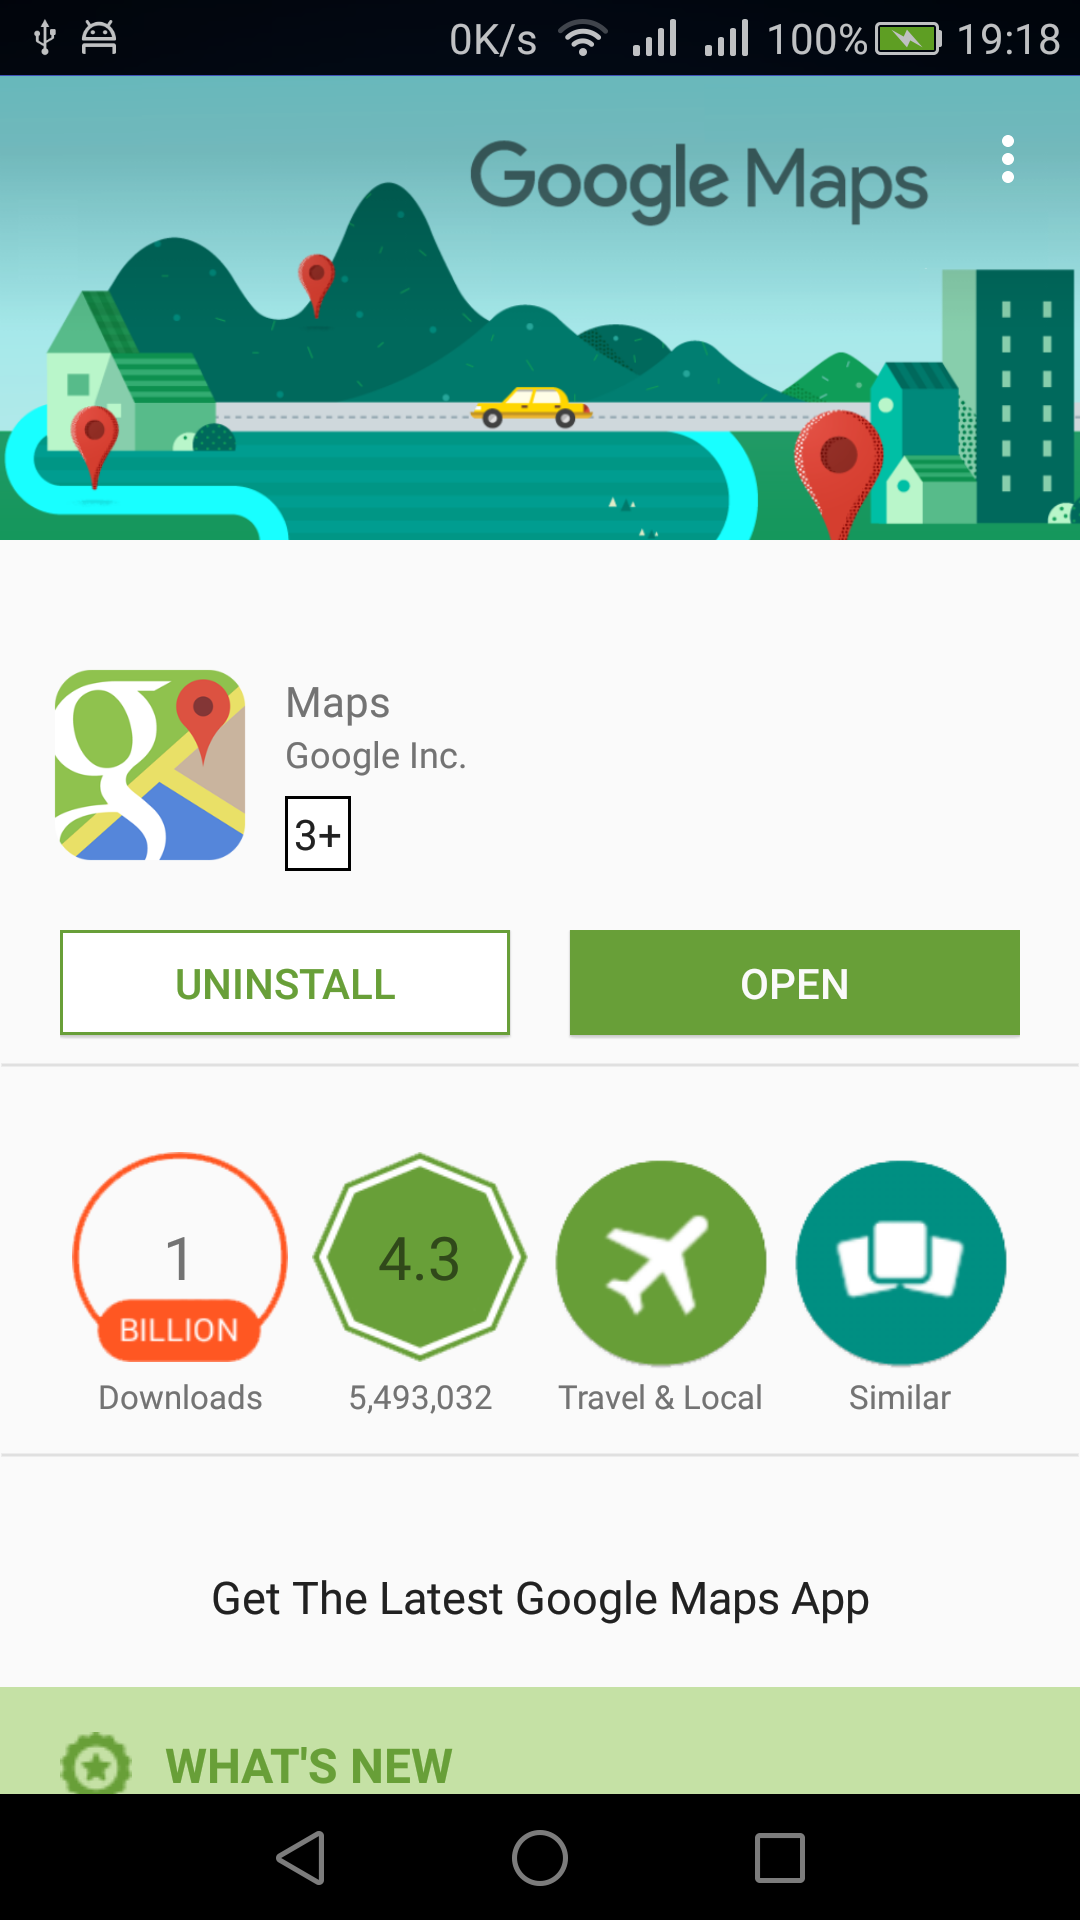 0K/s 100% 19:18
Google Maps
Maps
Google Inc.
3+
UNINSTALL OPEN
1 4.3
BILLION
Downloads 5,493,032 Travel & Local Similar
Get The Latest Google Maps App
WHAT'S NEW